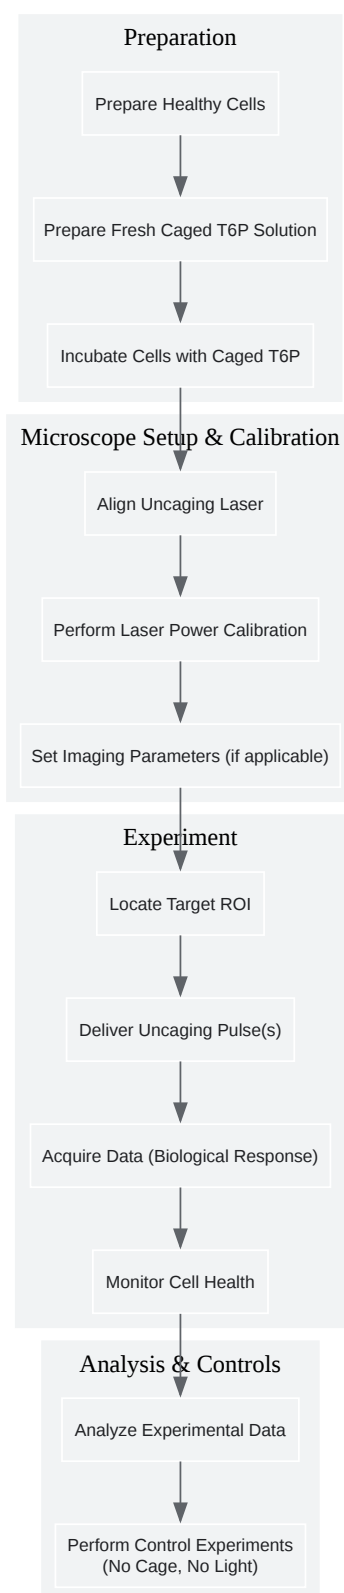 Preparation
Prepare Healthy Cells
Prepare Fresh Caged T6P Solution
Incubate Cells with Caged T6P
Microscope Setup & Calibration
Align Uncaging Laser
Perform Laser Power Calibration
Set Imaging Parameters (if applicable)
Experiment
Locate Target ROI
Deliver Uncaging Pulse(s)
Acquire Data (Biological Response)
Monitor Cell Health
Analysis & Controls
Analyze Experimental Data
Perform Control Experiments
(No Cage, No Light)